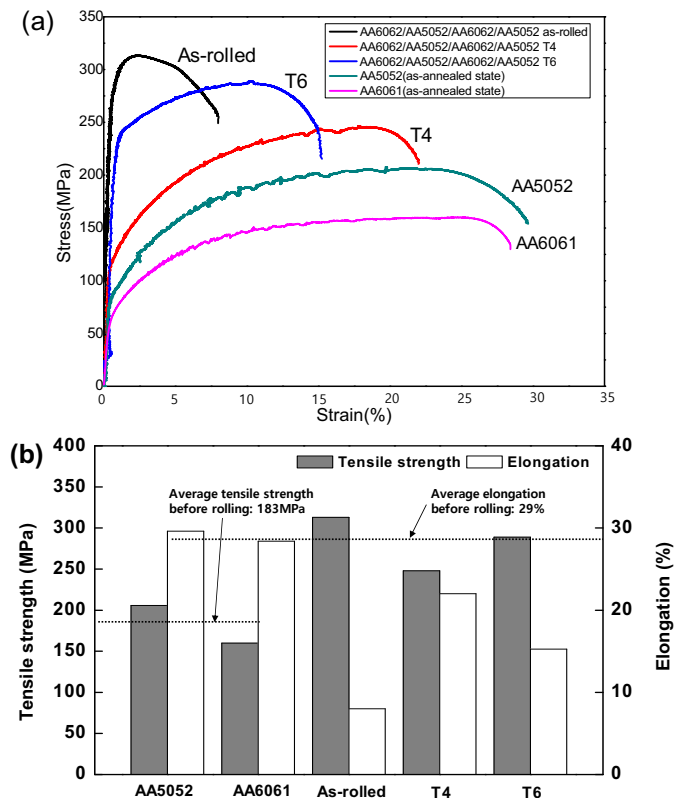 (a)
350
300
250
200
150
100
50
0
Stress(MPa)
0
5
10
15
20
25
30
35
Strain(%)
AA6062/AA5052/AA6062/AA5052 as-rolled
AA6062/AA5052/AA6062/AA5052 T4
AA6062/AA5052/AA6062/AA5052 T6
AA5052(as-annealed state)
AA6061(as-annealed state)
As-rolled
T6
T4
AA5052
AA6061
(b)
400
350
300
250
200
150
100
50
0
Tensile strength (MPa)
Tensile strength
Elongation
Average tensile strength
before rolling: 183MPa
Average elongation
before rolling: 29%
40
30
20
10
0
Elongation (%)
AA5052
AA6061
As-rolled
T4
T6